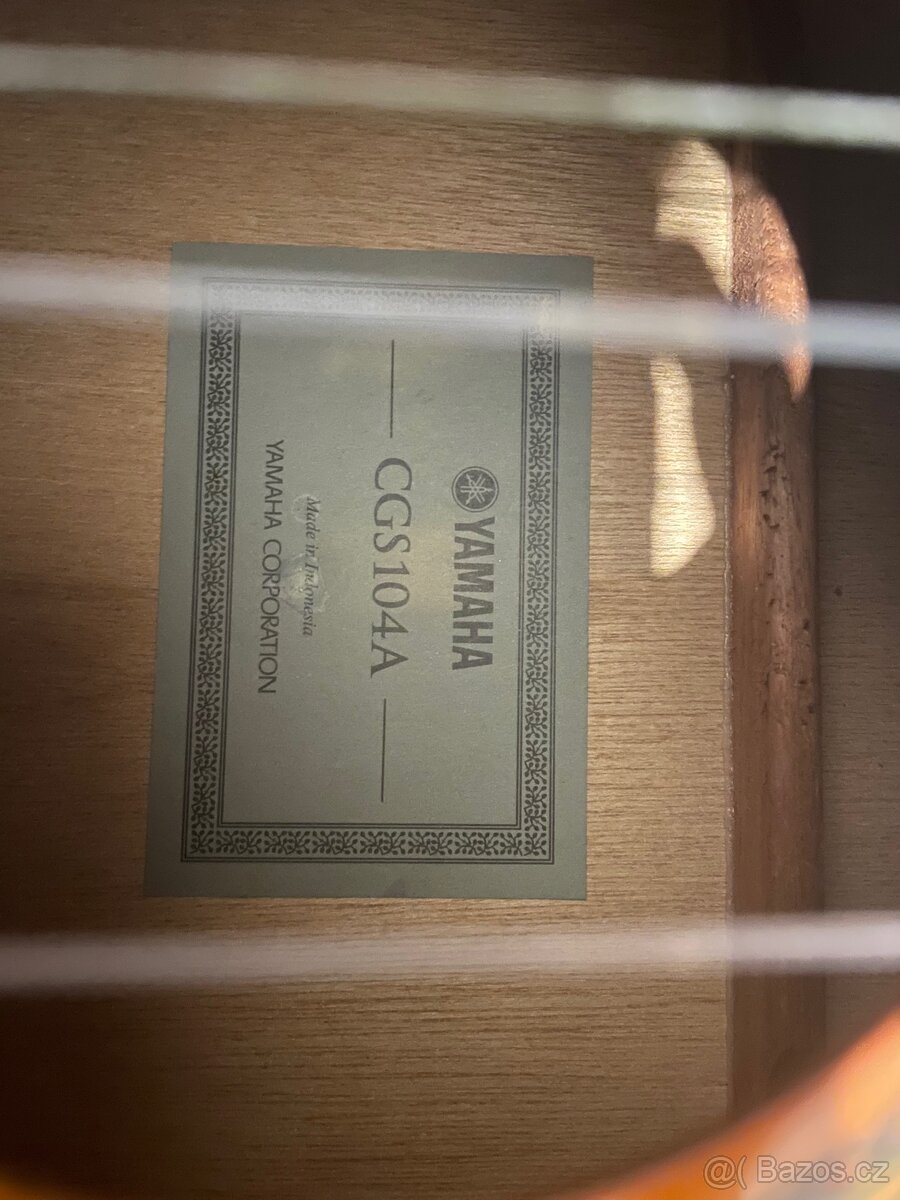 YAMAHA
CGS104A
Made in Indonesia
YAMAHA CORPORATION
@( Bazos.cz